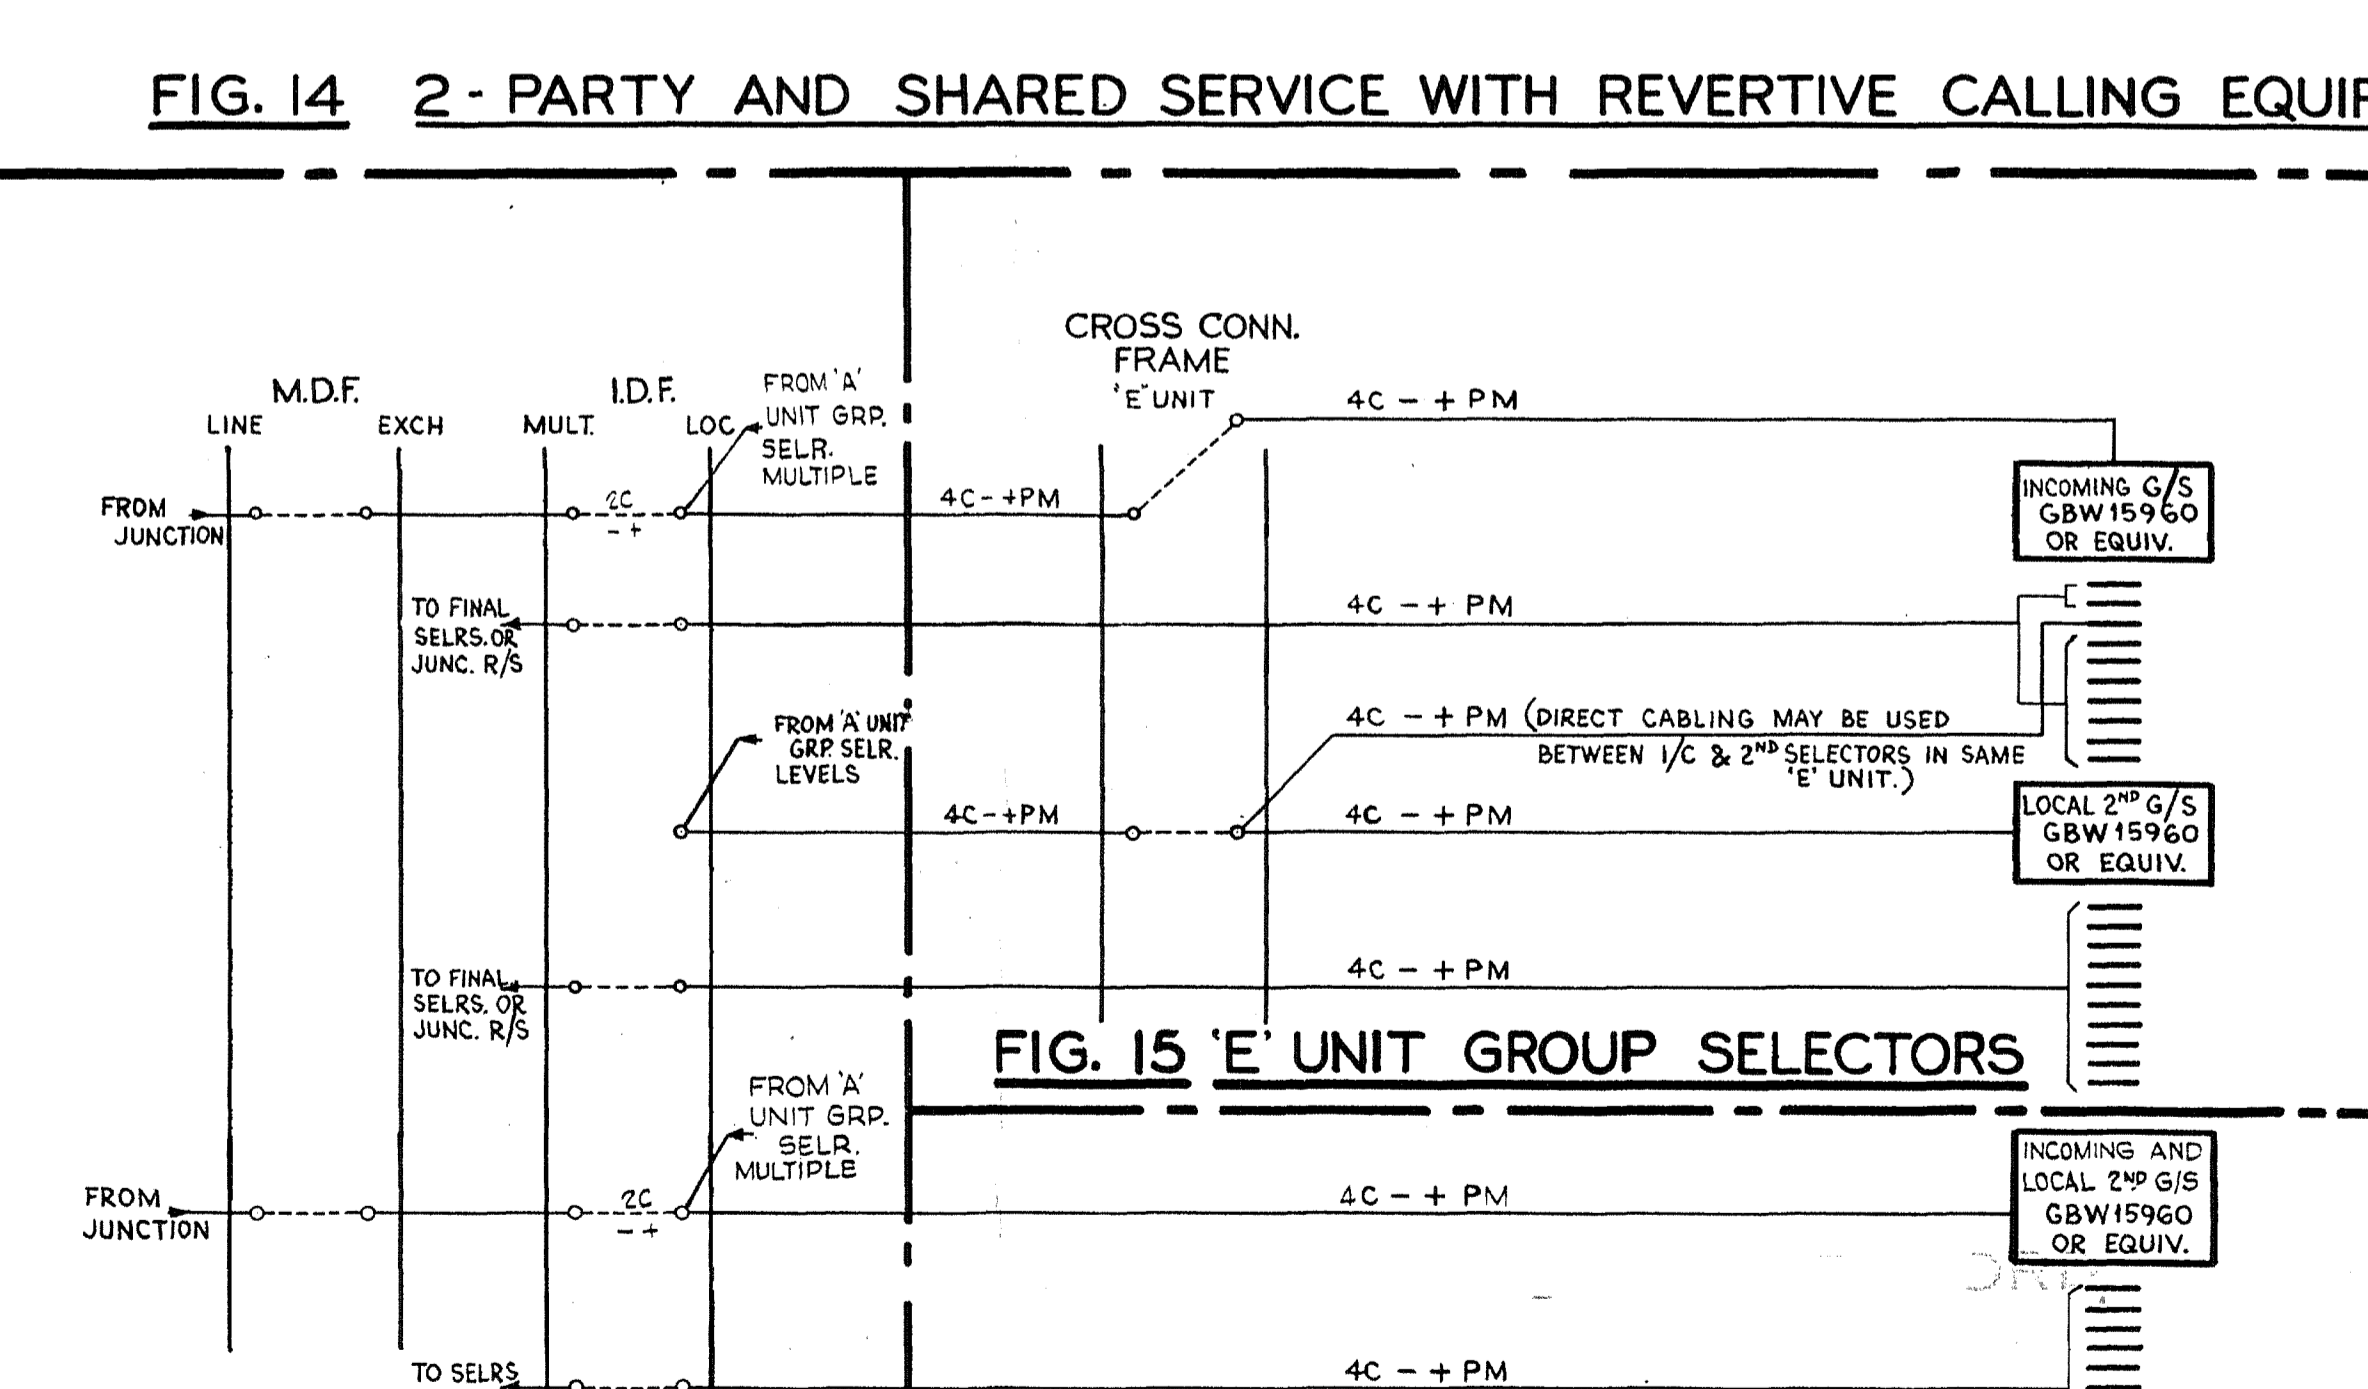 FIG. 14 2 - PARTY AND SHARED SERVICE WITH REVERTIVE CALLING
CROSS CONN.
FRAME
'E' UNIT
M.D.F.
I.D.F.
LINE
EXCH
MULT.
LOC
FROM 'A'
UNIT GRP.
SELR.
MULTIPLE
4C - + PM
FROM
JUNCTION
2C
- +
4C - + PM
INCOMING G/S
GBW 15960
OR EQUIV.
TO FINAL
SELRS. OR
JUNC. R/S
4C - + PM
FROM 'A' UNIT
GRP. SELR.
LEVELS
4C - + PM (DIRECT CABLING MAY BE USED
BETWEEN I/C & 2ND SELECTORS IN SAME
'E' UNIT.)
4C - + PM
4C - + PM
LOCAL 2ND G/S
GBW 15960
OR EQUIV.
TO FINAL
SELRS. OR
JUNC. R/S
4C - + PM
FIG. 15 'E' UNIT GROUP SELECTORS
FROM 'A'
UNIT GRP.
SELR.
MULTIPLE
FROM
JUNCTION
2C
- +
4C - + PM
INCOMING AND
LOCAL 2ND G/S
GBW 15960
OR EQUIV.
TO SELRS
4C - + PM